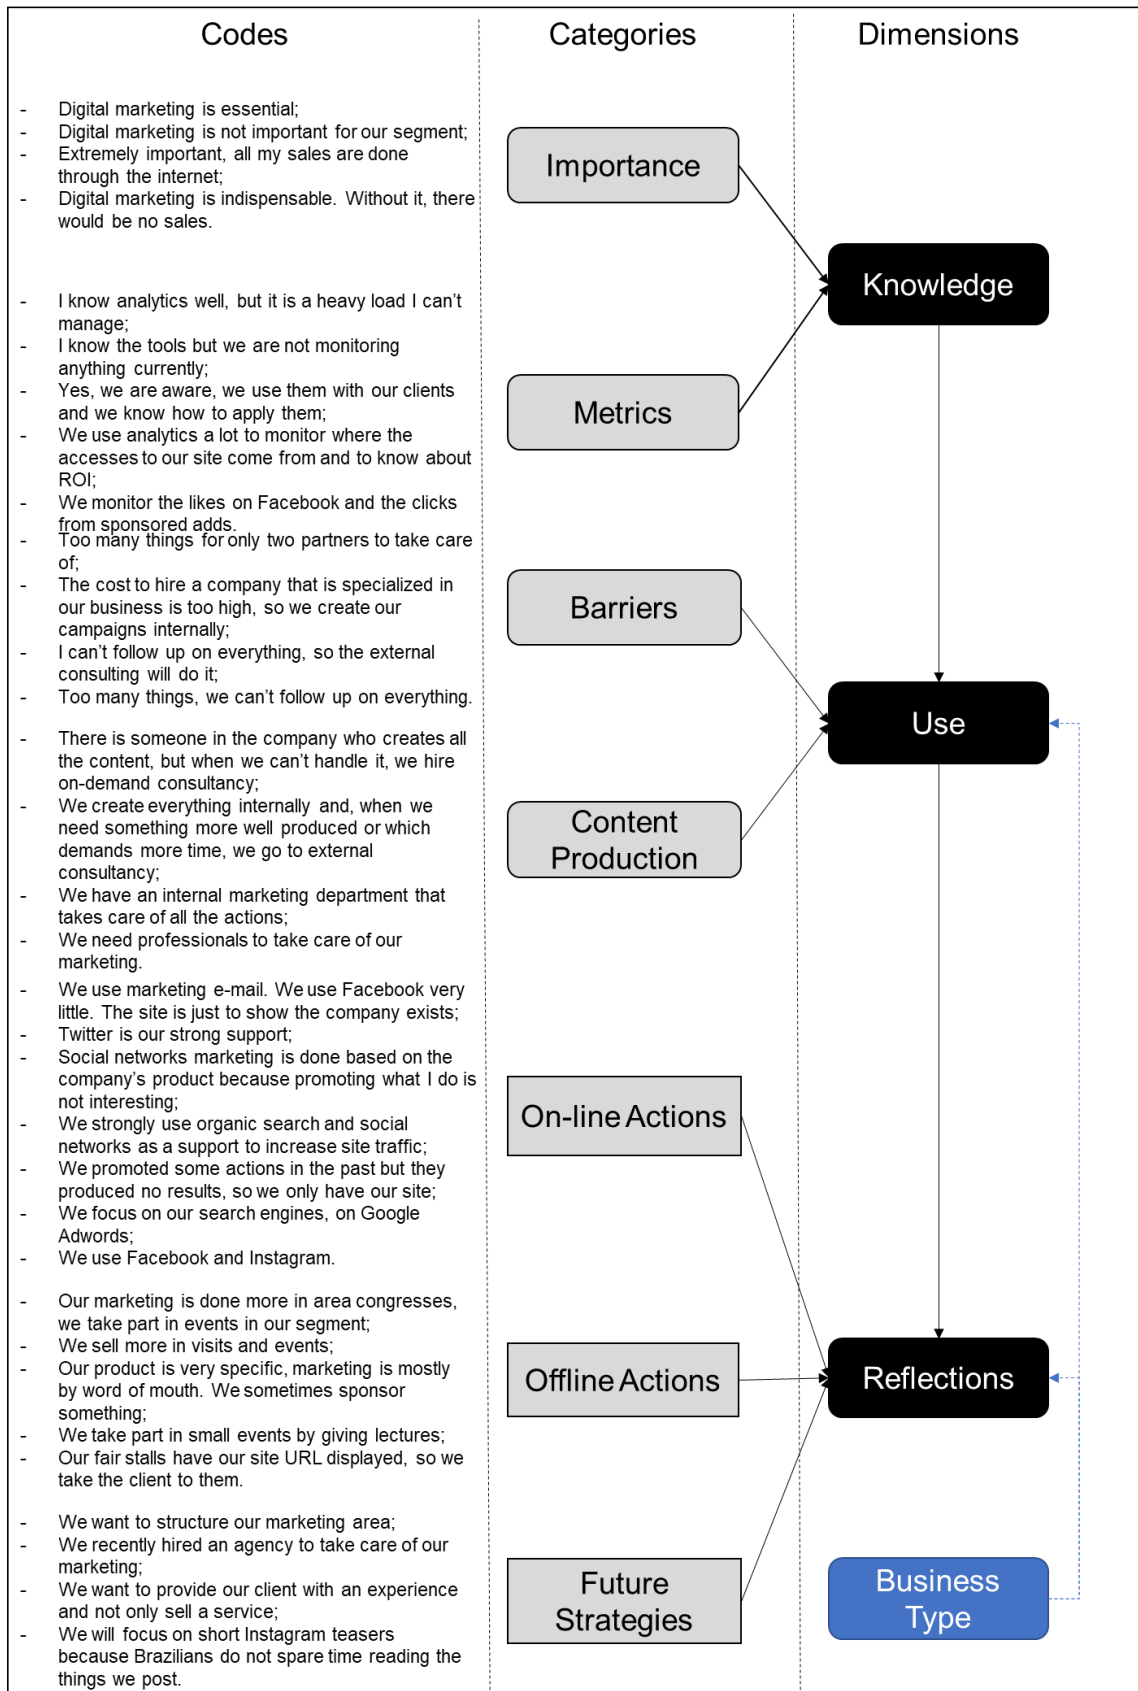 Codes
Categories
Dimensions
- Digital marketing is essential;
- Digital marketing is not important for our segment;
- Extremely important, all my sales are done
through the internet;
- Digital marketing is indispensable. Without it, there
would be no sales.
Importance
Knowledge
- I know analytics well, but it is a heavy load I can't
manage;
- I know the tools but we are not monitoring
anything currently;
- Yes, we are aware, we use them with our clients
and we know how to apply them;
- We use analytics a lot to monitor where the
accesses to our site come from and to know about
ROI;
- We monitor the likes on Facebook and the clicks
from sponsored adds.
Metrics
- Too many things for only two partners to take care
of;
- The cost to hire a company that is specialized in
our business is too high, so we create our
campaigns internally;
- I can't follow up on everything, so the external
consulting will do it;
- Too many things, we can't follow up on everything.
Barriers
Use
- There is someone in the company who creates all
the content, but when we can't handle it, we hire
on-demand consultancy;
- We create everything internally and, when we
need something more well produced or which
demands more time, we go to external
consultancy;
- We have an internal marketing department that
takes care of all the actions;
- We need professionals to take care of our
marketing.
Content
Production
- We use marketing e-mail. We use Facebook very
little. The site is just to show the company exists;
- Twitter is our strong support;
- Social networks marketing is done based on the
company's product because promoting what I do is
not interesting;
- We strongly use organic search and social
networks as a support to increase site traffic;
- We promoted some actions in the past but they
produced no results, so we only have our site;
- We focus on our search engines, on Google
Adwords;
- We use Facebook and Instagram.
On-line Actions
- Our marketing is done more in area congresses,
we take part in events in our segment;
- We sell more in visits and events;
- Our product is very specific, marketing is mostly
by word of mouth. We sometimes sponsor
something;
- We take part in small events by giving lectures;
- Our fair stalls have our site URL displayed, so we
take the client to them.
Offline Actions
Reflections
- We want to structure our marketing area;
- We recently hired an agency to take care of our
marketing;
- We want to provide our client with an experience
and not only sell a service;
- We will focus on short Instagram teasers
because Brazilians do not spare time reading the
things we post.
Future
Strategies
Business
Type